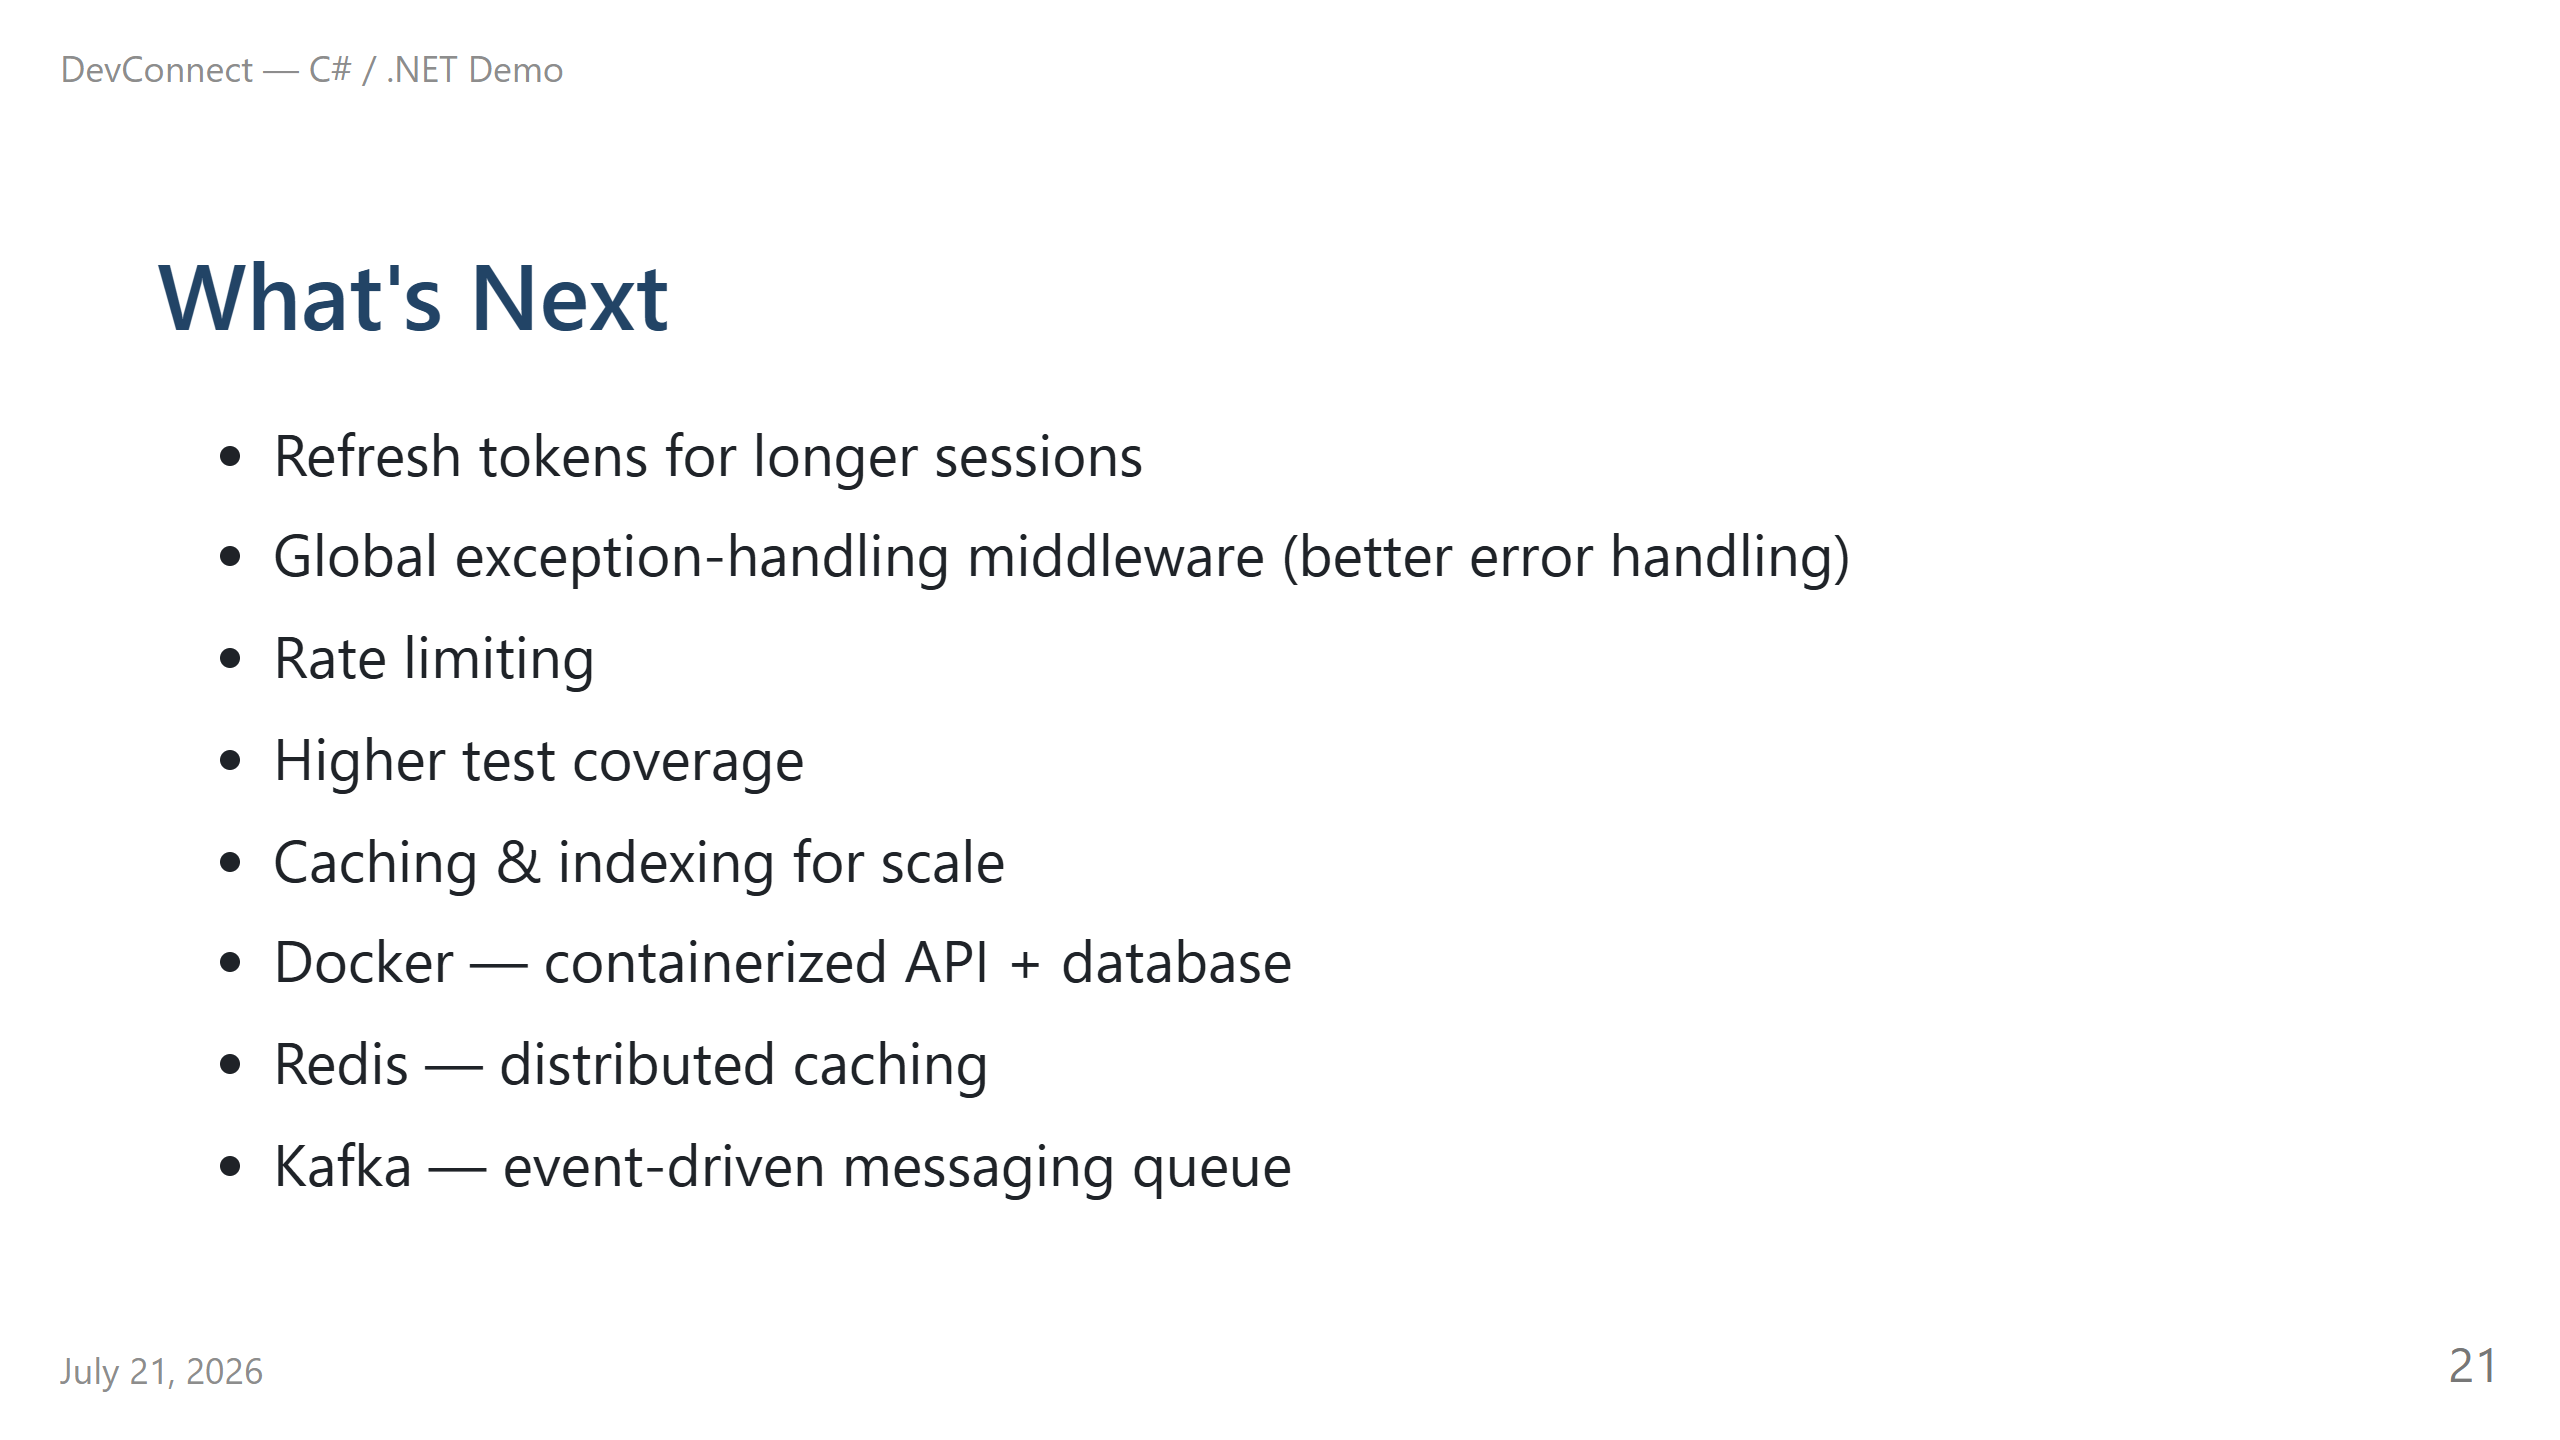 DevConnect — C# / .NET Demo
What's Next
• Refresh tokens for longer sessions
• Global exception-handling middleware (better error handling)
• Rate limiting
• Higher test coverage
• Caching & indexing for scale
• Docker — containerized API + database
• Redis — distributed caching
• Kafka — event-driven messaging queue
July 21, 2026
21